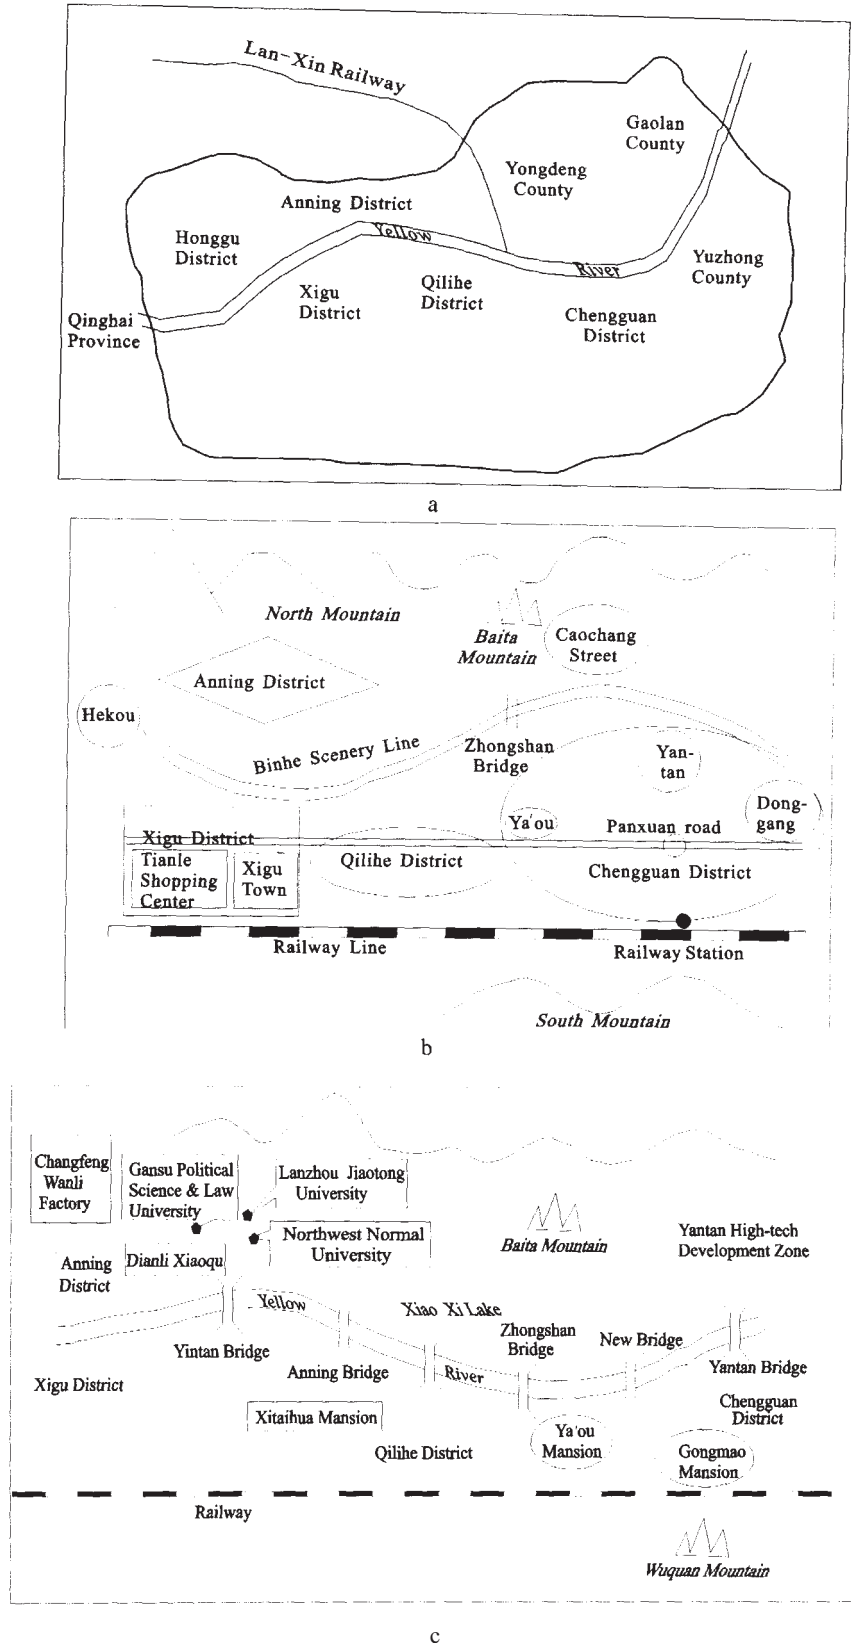 Lan-Xin Railway
Gaolan
County
Yongdeng
County
Anning District
Yellow
Honggu
District
River
Yuzhong
County
Qilihe
District
Xigu
District
Chengguan
District
Qinghai
Province
a
North Mountain
Baita
Mountain
Caochang
Street
Anning District
Hekou
Binhe Scenery Line
Zhongshan
Bridge
Yan-
tan
Dong-
gang
Ya'ou
Panxuan road
Xigu District
Tianle
Shopping
Center
Xigu
Town
Qilihe District
Chengguan District
Railway Line
Railway Station
South Mountain
b
Changfeng
Wanli
Factory
Gansu Political
Science & Law
University
Lanzhou Jiaotong
University
Northwest Normal
University
Baita Mountain
Yantan High-tech
Development Zone
Anning
District
Dianli Xiaoqu
Yellow
Xiao Xi Lake
Zhongshan
Bridge
New Bridge
Yintan Bridge
Anning Bridge
River
Yantan Bridge
Xigu District
Chengguan
District
Xitaihua Mansion
Ya'ou
Mansion
Qilihe District
Gongmao
Mansion
Railway
Wuquan Mountain
c